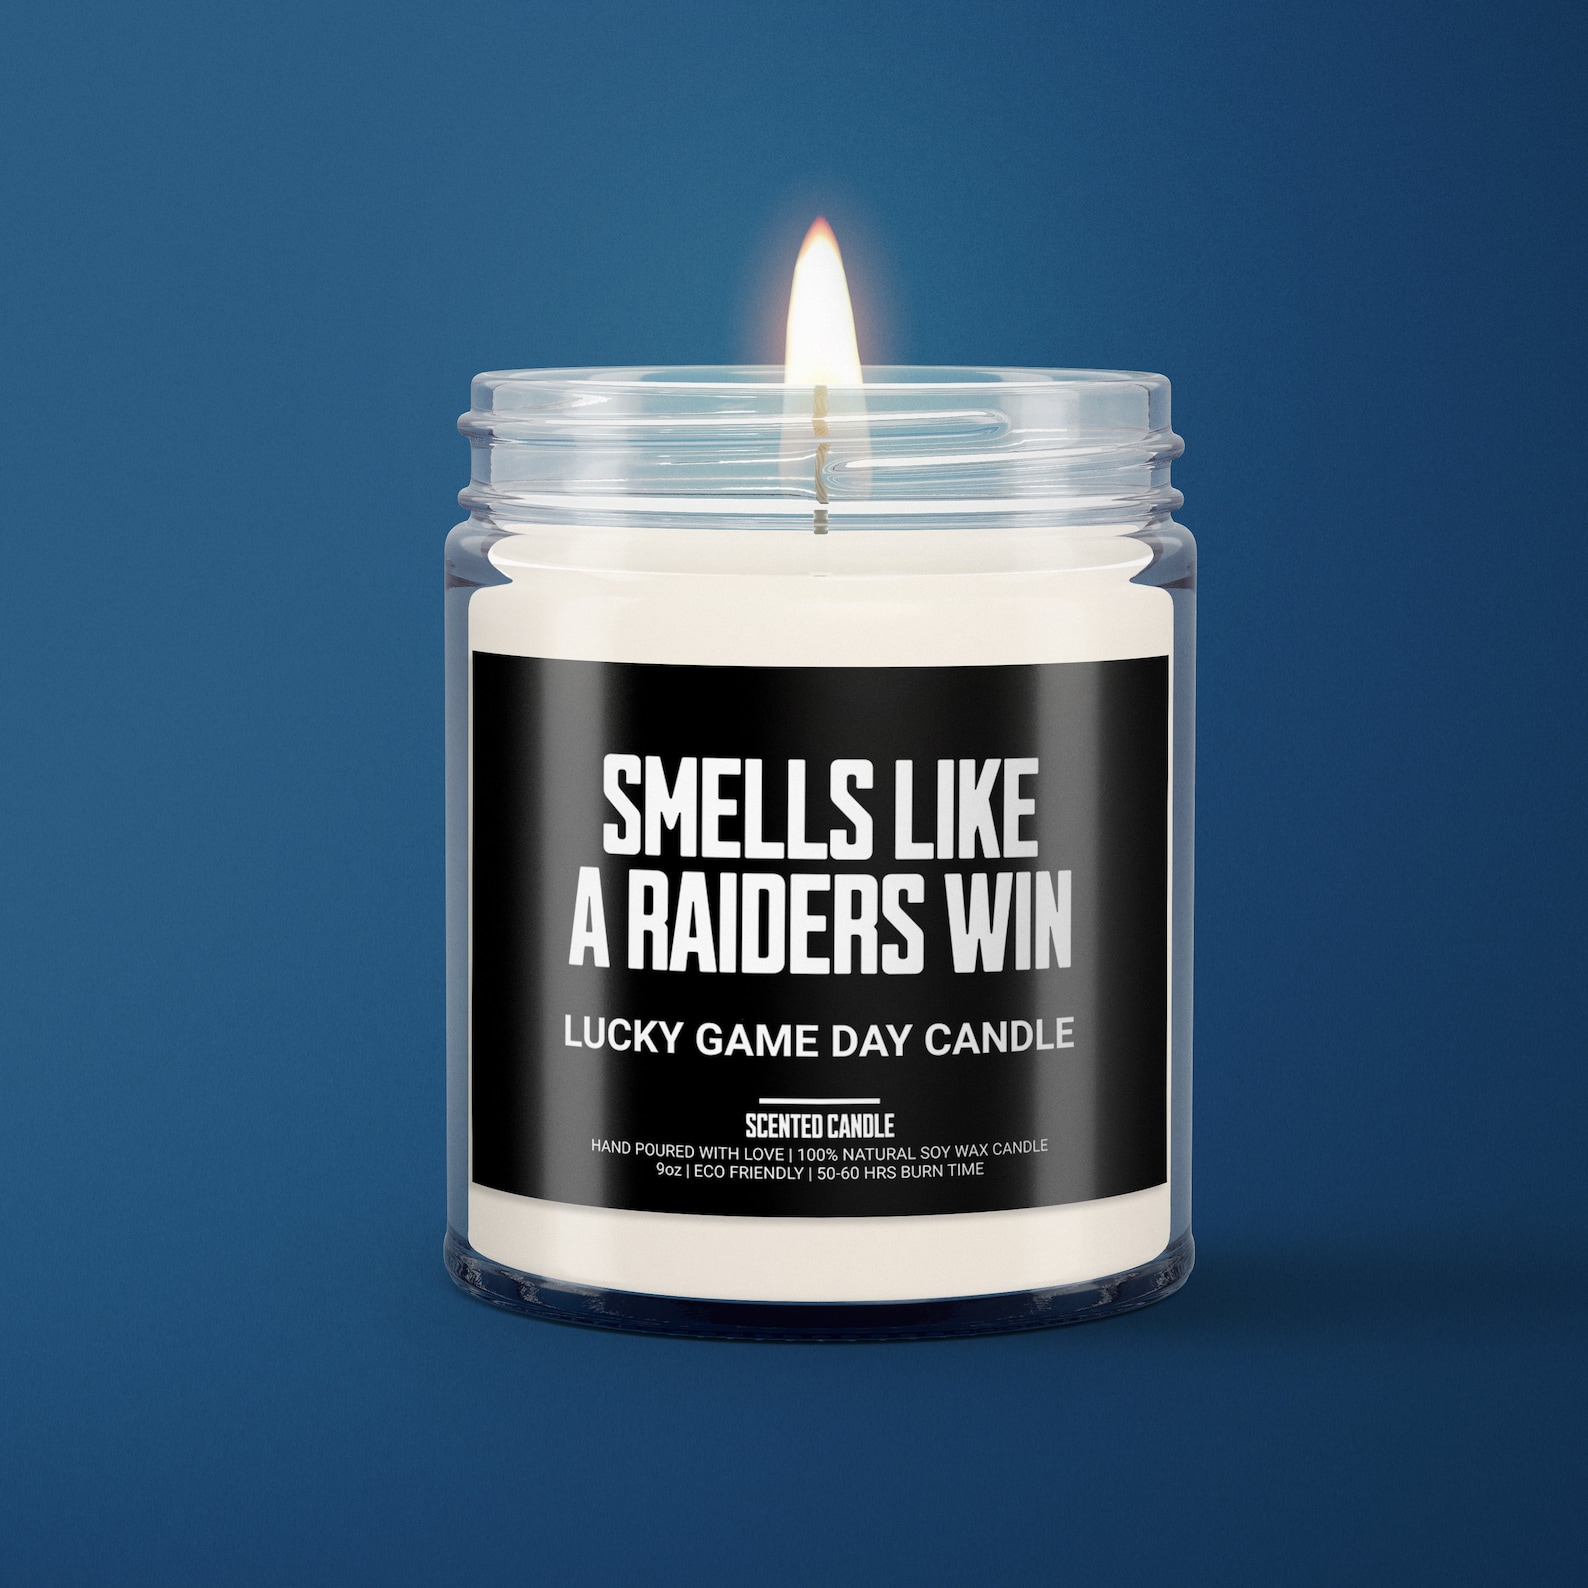 SMELLS LIKE
A RAIDERS WIN
LUCKY GAME DAY CANDLE
SCENTED CANDLE
HAND POURED WITH LOVE | 100% NATURAL SOY WAX CANDLE
9oz | ECO FRIENDLY | 50-60 HRS BURN TIME